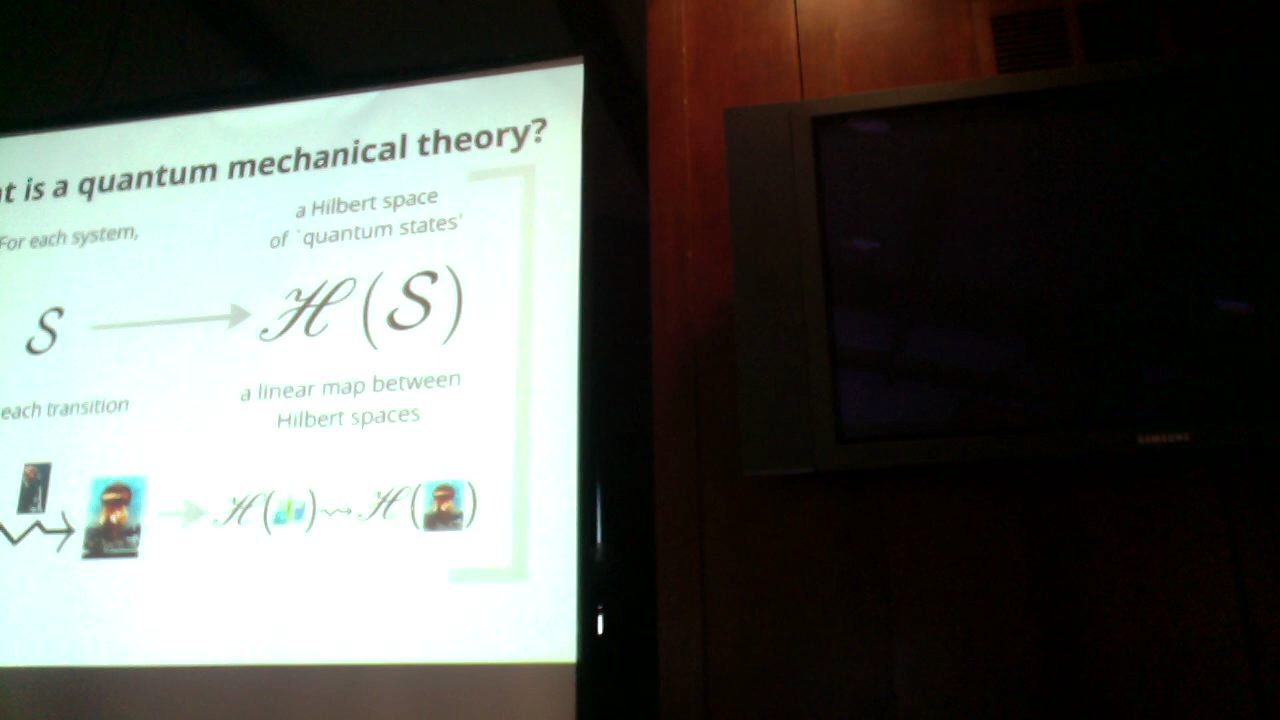 t is a quantum mechanical theory?
For each system,
a Hilbert space
of `quantum states'
S
ℋ(S)
each transition
a linear map between
Hilbert spaces
ℋ( ) ⇝ ℋ( )
SAMSUNG